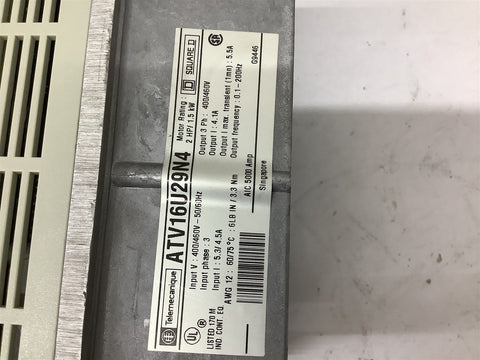 Telemecanique
ATV16U29N4
Motor Rating :
2 HP/ 1.5 kW
SQUARE D
Input V : 400/460V - 50/60Hz
Input phase : 3
Input I : 5.3/ 4.5A
AWG 12 : 60/75°C : 6LB IN / 3.3 Nm
Output 3 Ph : 400/460V
Output I : 4.1A
Output I max. transient (1mn) : 5.5A
Output frequency : 0.1 - 200Hz
AIC 5000 Amp
UL ®
LISTED 170 M
IND. CONT. EQ.
Singapore
G9446